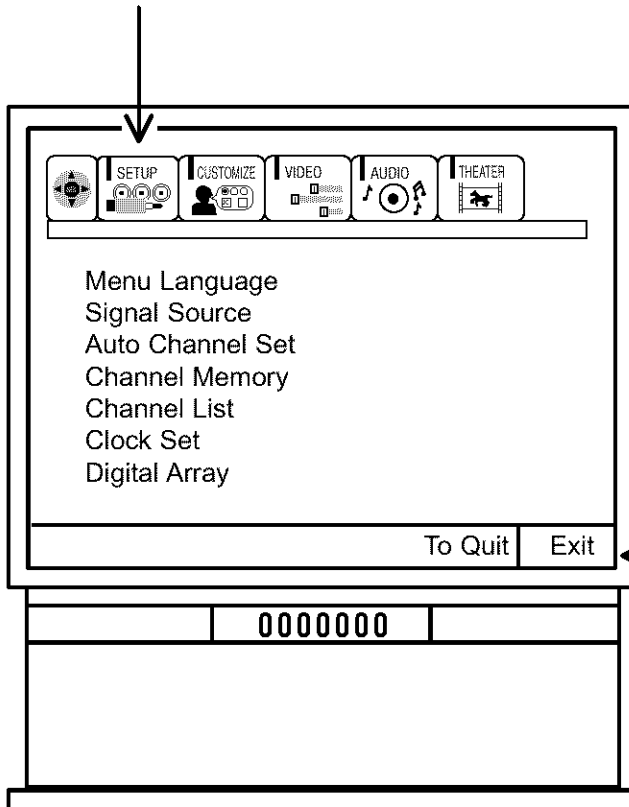 SETUP CUSTOMIZE VIDEO AUDIO THEATER
Menu Language
Signal Source
Auto Channel Set
Channel Memory
Channel List
Clock Set
Digital Array
To Quit Exit